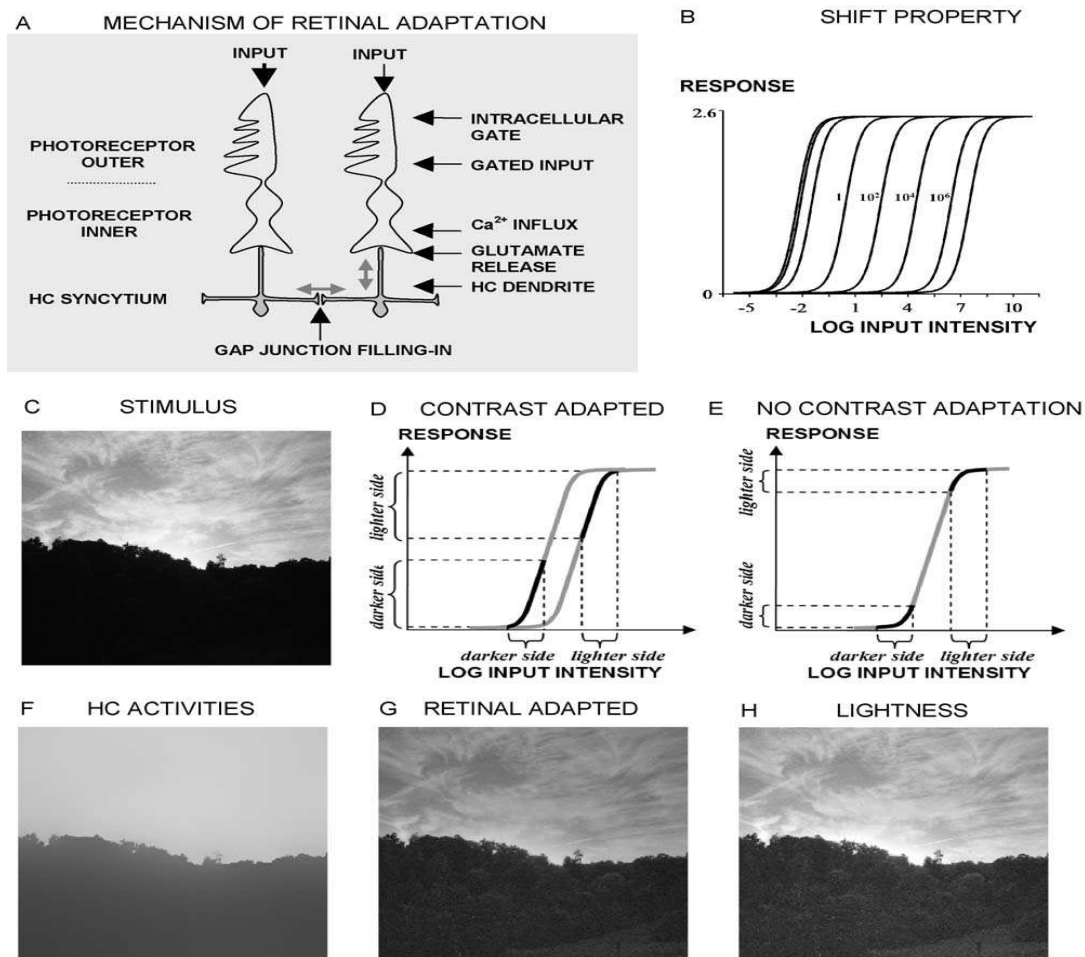 A MECHANISM OF RETINAL ADAPTATION
INPUT INPUT
PHOTORECEPTOR
OUTER
PHOTORECEPTOR
INNER
HC SYNCYTIUM
INTRACELLULAR
GATE
GATED INPUT
Ca²⁺ INFLUX
GLUTAMATE
RELEASE
HC DENDRITE
GAP JUNCTION FILLING-IN
B SHIFT PROPERTY
RESPONSE
2.6
1 10² 10⁴ 10⁶
0
-5 -2 1 4 7 10
LOG INPUT INTENSITY
C STIMULUS
D CONTRAST ADAPTED
RESPONSE
lighter side
darker side
darker side lighter side
LOG INPUT INTENSITY
E NO CONTRAST ADAPTATION
RESPONSE
lighter side
darker side
darker side lighter side
LOG INPUT INTENSITY
F HC ACTIVITIES
G RETINAL ADAPTED
H LIGHTNESS